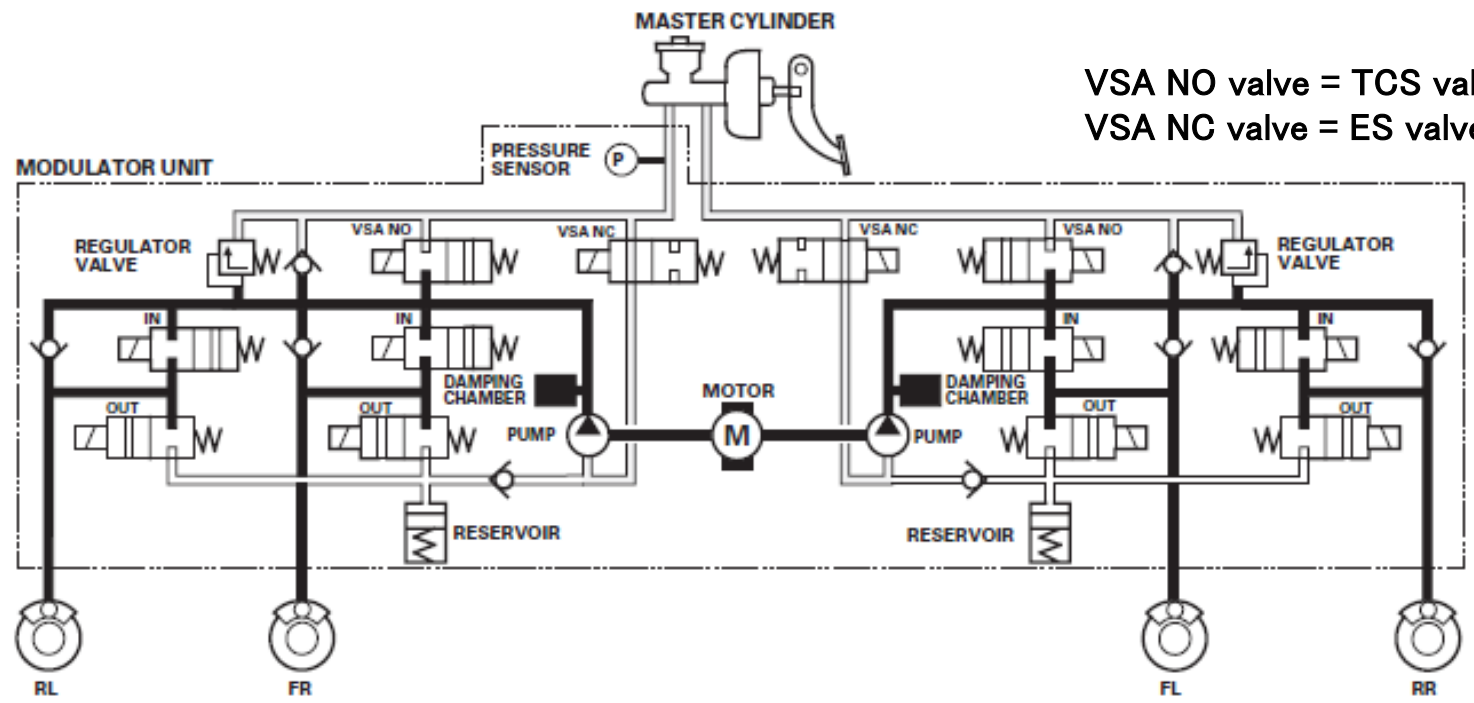 MASTER CYLINDER
VSA NO valve = TCS
VSA NC valve = ES
PRESSURE
SENSOR
P
MODULATOR UNIT
REGULATOR
VALVE
VSA NO
VSA NC
VSA NC
VSA NO
REGULATOR
VALVE
IN
IN
IN
IN
DAMPING
CHAMBER
MOTOR
DAMPING
CHAMBER
OUT
OUT
OUT
OUT
PUMP
M
PUMP
RESERVOIR
RESERVOIR
RL
FR
FL
RR